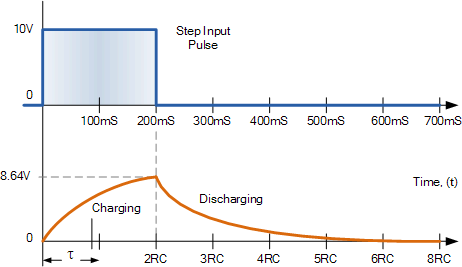 10V
Step Input
Pulse
0
100mS 200mS 300mS 400mS 500mS 600mS 700mS
8.64V
Time, (t)
Discharging
Charging
0
τ 2RC 3RC 4RC 5RC 6RC 8RC